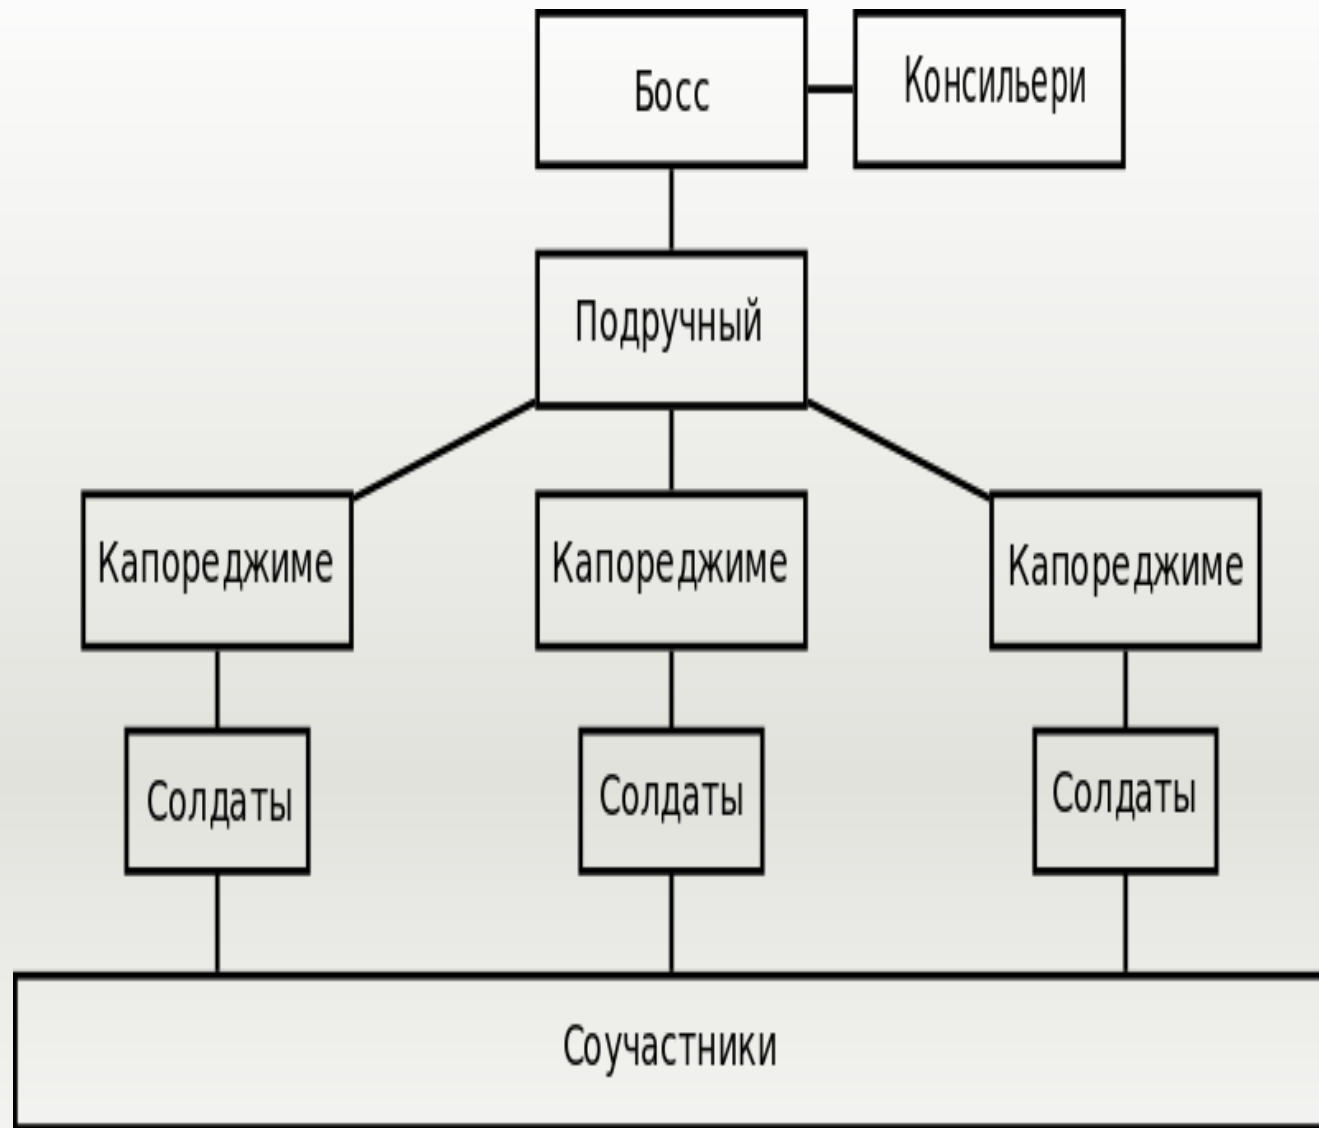 Босс
Консильери
Подручный
Капореджиме
Капореджиме
Капореджиме
Солдаты
Солдаты
Солдаты
Соучастники